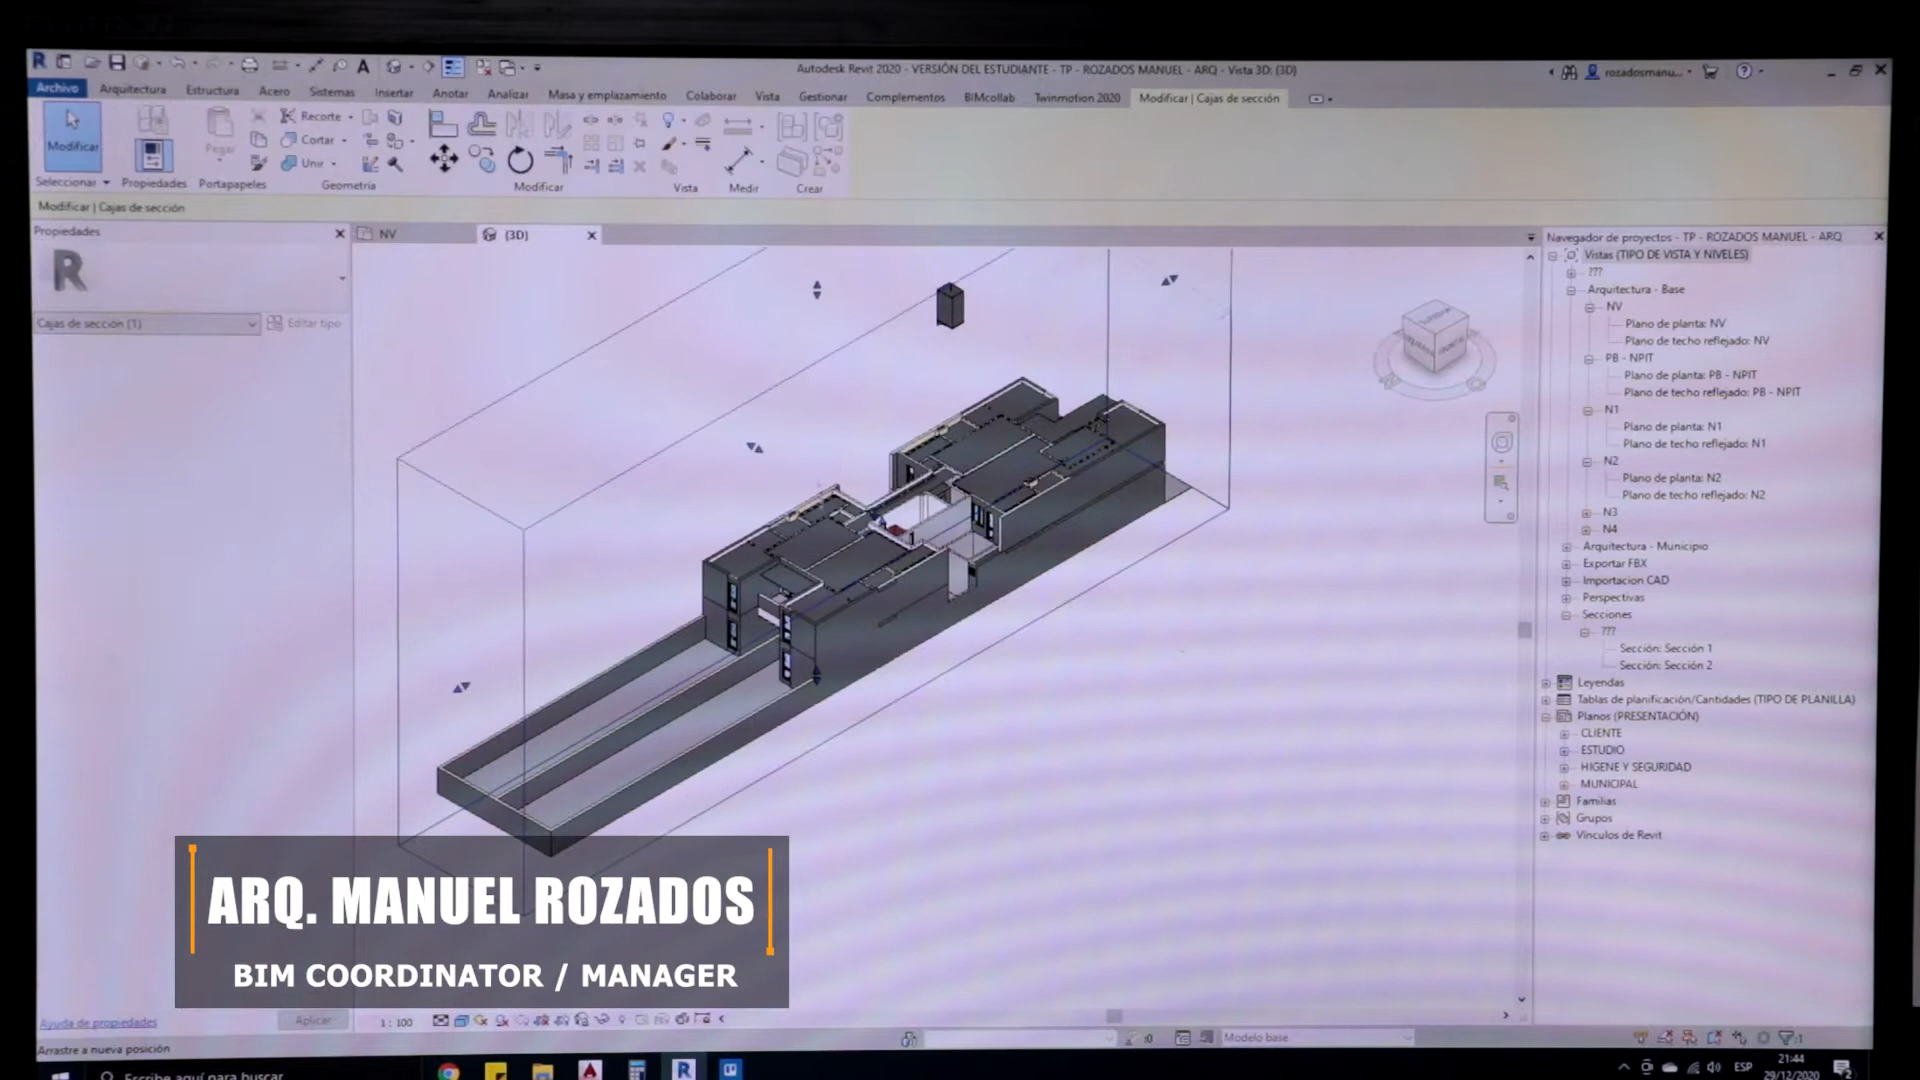 Autodesk Revit 2020 - VERSIÓN DEL ESTUDIANTE - TP - ROZADOS MANUEL - ARQ - Vista 3D: {3D}
rozadosmanu...
Archivo Arquitectura Estructura Acero Sistemas Insertar Anotar Analizar Masa y emplazamiento Colaborar Vista Gestionar Complementos BIMcollab Twinmotion 2020 Modificar | Cajas de sección
Modificar
Pegar
Recorte
Cortar
Unir
Seleccionar Propiedades Portapapeles Geometría Modificar Vista Medir Crear
Modificar | Cajas de sección
Propiedades
NV
{3D}
Cajas de sección (1)
Editar tipo
Navegador de proyectos - TP - ROZADOS MANUEL - ARQ
Vistas (TIPO DE VISTA Y NIVELES)
???
Arquitectura - Base
NV
Plano de planta: NV
Plano de techo reflejado: NV
PB - NPIT
Plano de planta: PB - NPIT
Plano de techo reflejado: PB - NPIT
N1
Plano de planta: N1
Plano de techo reflejado: N1
N2
Plano de planta: N2
Plano de techo reflejado: N2
N3
N4
Arquitectura - Municipio
Exportar FBX
Importacion CAD
Perspectivas
Secciones
???
Sección: Sección 1
Sección: Sección 2
Leyendas
Tablas de planificación/Cantidades (TIPO DE PLANILLA)
Planos (PRESENTACIÓN)
CLIENTE
ESTUDIO
HIGENE Y SEGURIDAD
MUNICIPAL
Familias
Grupos
Vínculos de Revit
ARQ. MANUEL ROZADOS
BIM COORDINATOR / MANAGER
Ayuda de propiedades
Aplicar
1 : 100
Arrastre a nueva posición
:0
Modelo base
:1
Escribe aquí para buscar
ESP
21:44
29/12/2020